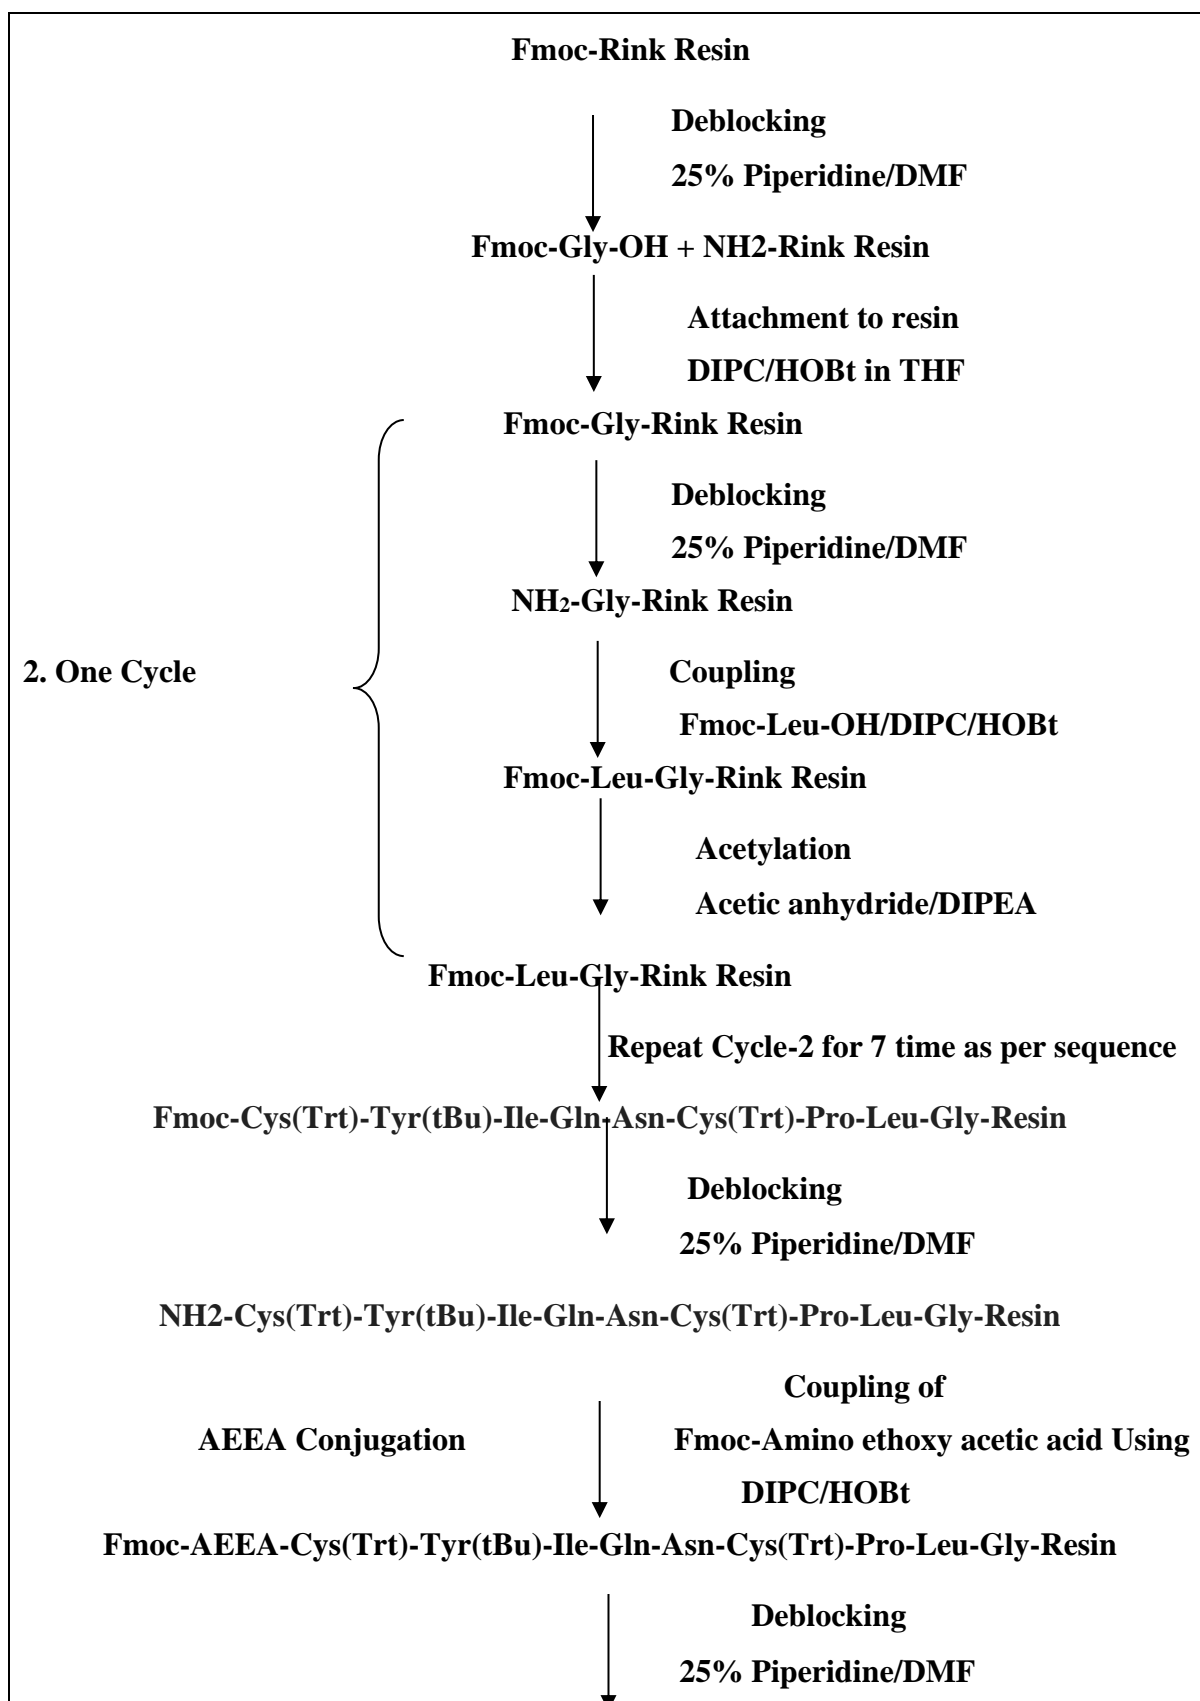 Fmoc-Rink Resin
Deblocking
25% Piperidine/DMF
Fmoc-Gly-OH + NH2-Rink Resin
Attachment to resin
DIPC/HOBt in THF
Fmoc-Gly-Rink Resin
Deblocking
25% Piperidine/DMF
NH₂-Gly-Rink Resin
2. One Cycle
Coupling
Fmoc-Leu-OH/DIPC/HOBt
Fmoc-Leu-Gly-Rink Resin
Acetylation
Acetic anhydride/DIPEA
Fmoc-Leu-Gly-Rink Resin
Repeat Cycle-2 for 7 time as per sequence
Fmoc-Cys(Trt)-Tyr(tBu)-Ile-Gln-Asn-Cys(Trt)-Pro-Leu-Gly-Resin
Deblocking
25% Piperidine/DMF
NH2-Cys(Trt)-Tyr(tBu)-Ile-Gln-Asn-Cys(Trt)-Pro-Leu-Gly-Resin
Coupling of
AEEA Conjugation
Fmoc-Amino ethoxy acetic acid Using
DIPC/HOBt
Fmoc-AEEA-Cys(Trt)-Tyr(tBu)-Ile-Gln-Asn-Cys(Trt)-Pro-Leu-Gly-Resin
Deblocking
25% Piperidine/DMF